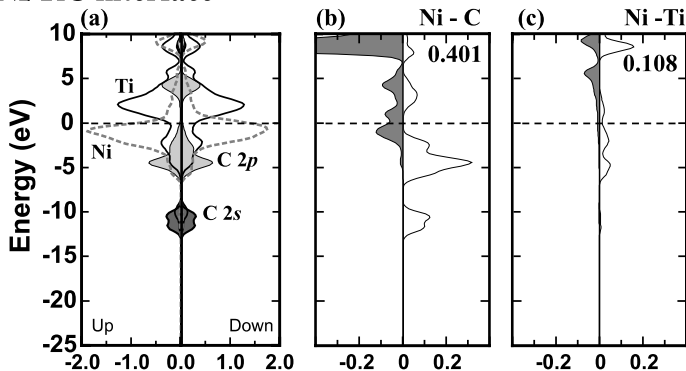 (a)
(b) Ni - C
(c) Ni -Ti
Energy (eV)
10
5
0
-5
-10
-15
-20
-25
Ti
Ni
C 2p
C 2s
Up
Down
-2.0 -1.0 0.0 1.0 2.0
0.401
-0.2 0 0.2
0.108
-0.2 0 0.2